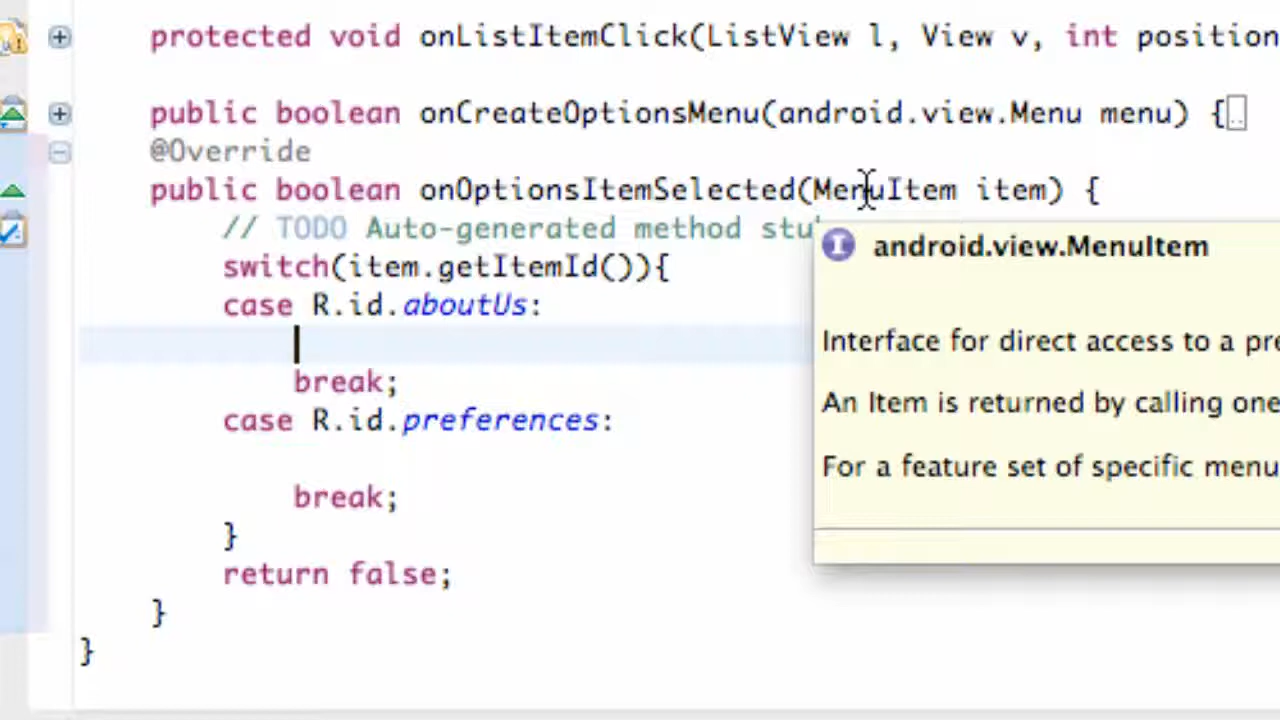 protected void onListItemClick(ListView l, View v, int position
public boolean onCreateOptionsMenu(android.view.Menu menu) {..
@Override
public boolean onOptionsItemSelected(MenuItem item) {
// TODO Auto-generated method stu
switch(item.getItemId()){
case R.id.aboutUs:
break;
case R.id.preferences:
break;
}
return false;
}
}
android.view.MenuItem
Interface for direct access to a pre
An Item is returned by calling one
For a feature set of specific menu